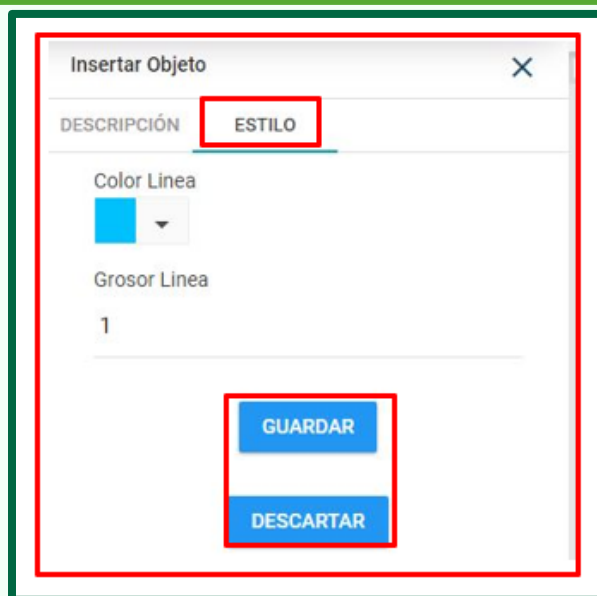 Insertar Objeto
DESCRIPCIÓN ESTILO
Color Linea
Grosor Linea
1
GUARDAR
DESCARTAR